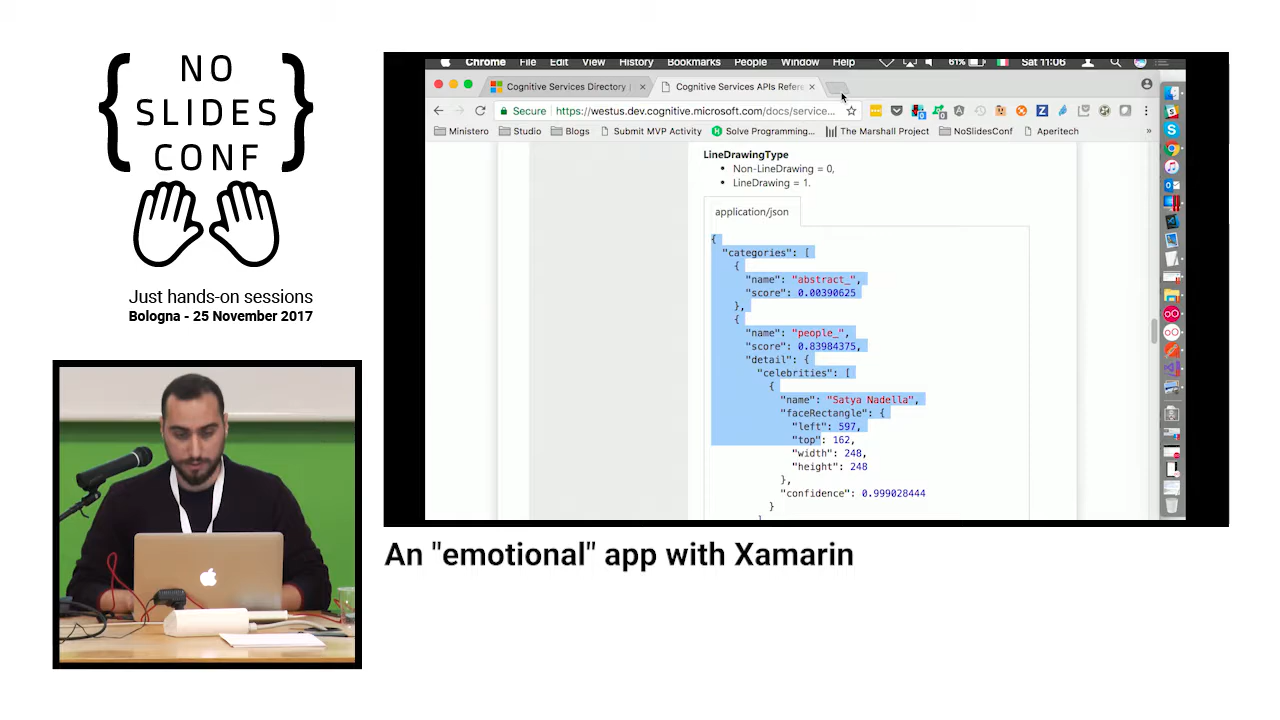 { NO
SLIDES
CONF }
Just hands-on sessions
Bologna - 25 November 2017
Chrome File Edit View History Bookmarks People Window Help 61% Sat 11:06
Cognitive Services Directory | × Cognitive Services APIs Refere ×
Secure https://westus.dev.cognitive.microsoft.com/docs/service...
Ministero Studio Blogs Submit MVP Activity Solve Programming... The Marshall Project NoSlidesConf Aperitech »
LineDrawingType
• Non-LineDrawing = 0,
• LineDrawing = 1.
application/json
{
"categories": [
{
"name": "abstract_",
"score": 0.00390625
},
{
"name": "people_",
"score": 0.83984375,
"detail": {
"celebrities": [
{
"name": "Satya Nadella",
"faceRectangle": {
"left": 597,
"top": 162,
"width": 248,
"height": 248
},
"confidence": 0.999028444
}
]
An "emotional" app with Xamarin